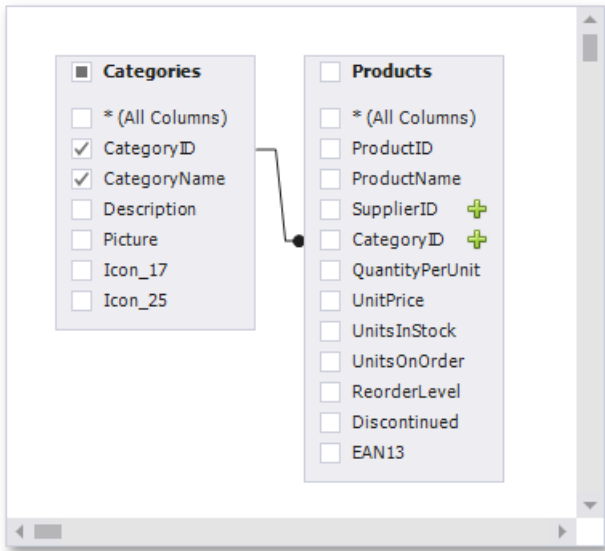 Categories
* (All Columns)
CategoryID
CategoryName
Description
Picture
Icon_17
Icon_25
Products
* (All Columns)
ProductID
ProductName
SupplierID
CategoryID
QuantityPerUnit
UnitPrice
UnitsInStock
UnitsOnOrder
ReorderLevel
Discontinued
EAN13